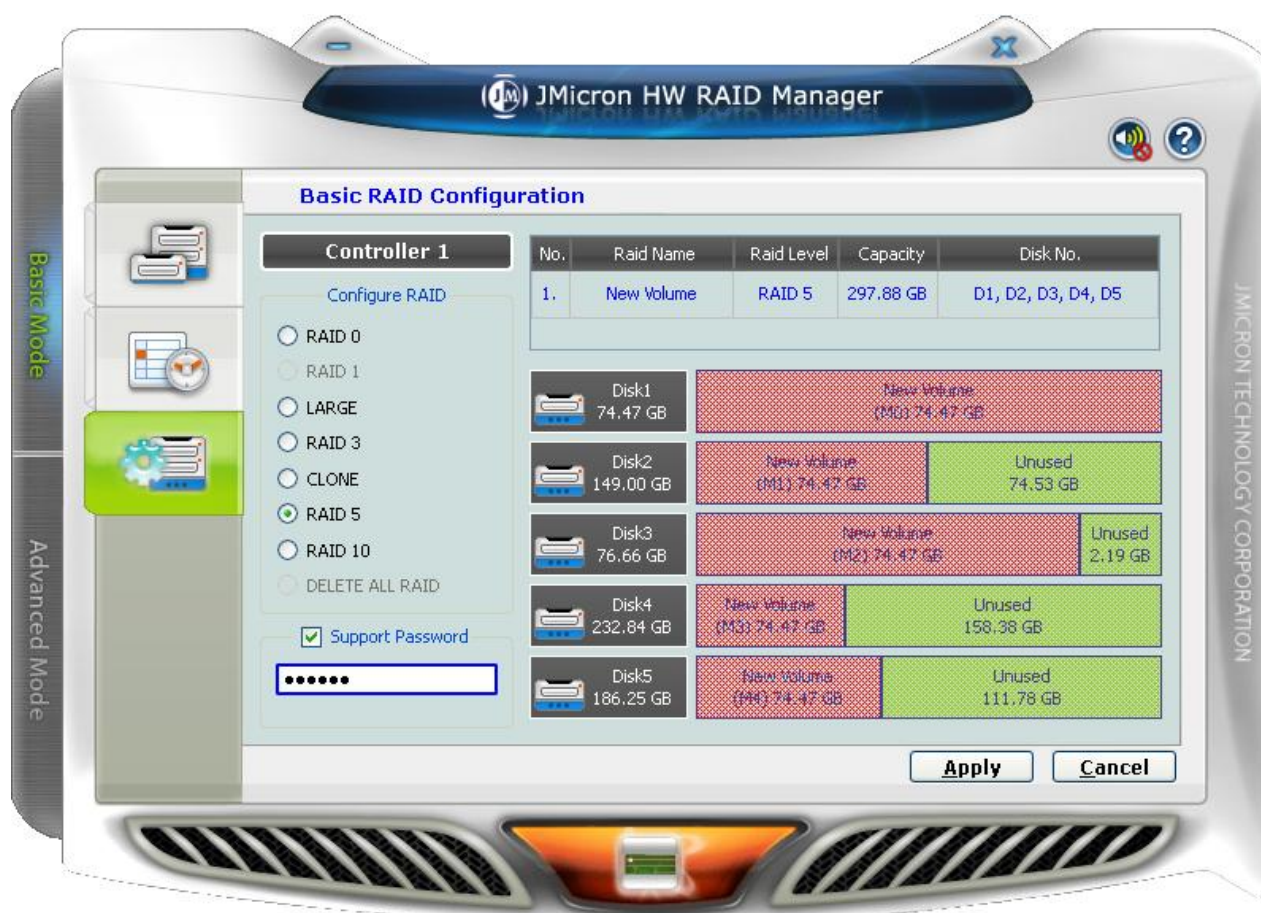 JM JMicron HW RAID Manager
Basic Mode
Advanced Mode
Basic RAID Configuration
Controller 1
Configure RAID
RAID 0
RAID 1
LARGE
RAID 3
CLONE
RAID 5
RAID 10
DELETE ALL RAID
Support Password
No. Raid Name Raid Level Capacity Disk No.
1. New Volume RAID 5 297.88 GB D1, D2, D3, D4, D5
Disk1
74.47 GB
New Volume
(M0) 74.47 GB
Disk2
149.00 GB
New Volume
(M1) 74.47 GB
Unused
74.53 GB
Disk3
76.66 GB
New Volume
(M2) 74.47 GB
Unused
2.19 GB
Disk4
232.84 GB
New Volume
(M3) 74.47 GB
Unused
158.38 GB
Disk5
186.25 GB
New Volume
(M4) 74.47 GB
Unused
111.78 GB
Apply Cancel
JMICRON TECHNOLOGY CORPORATION